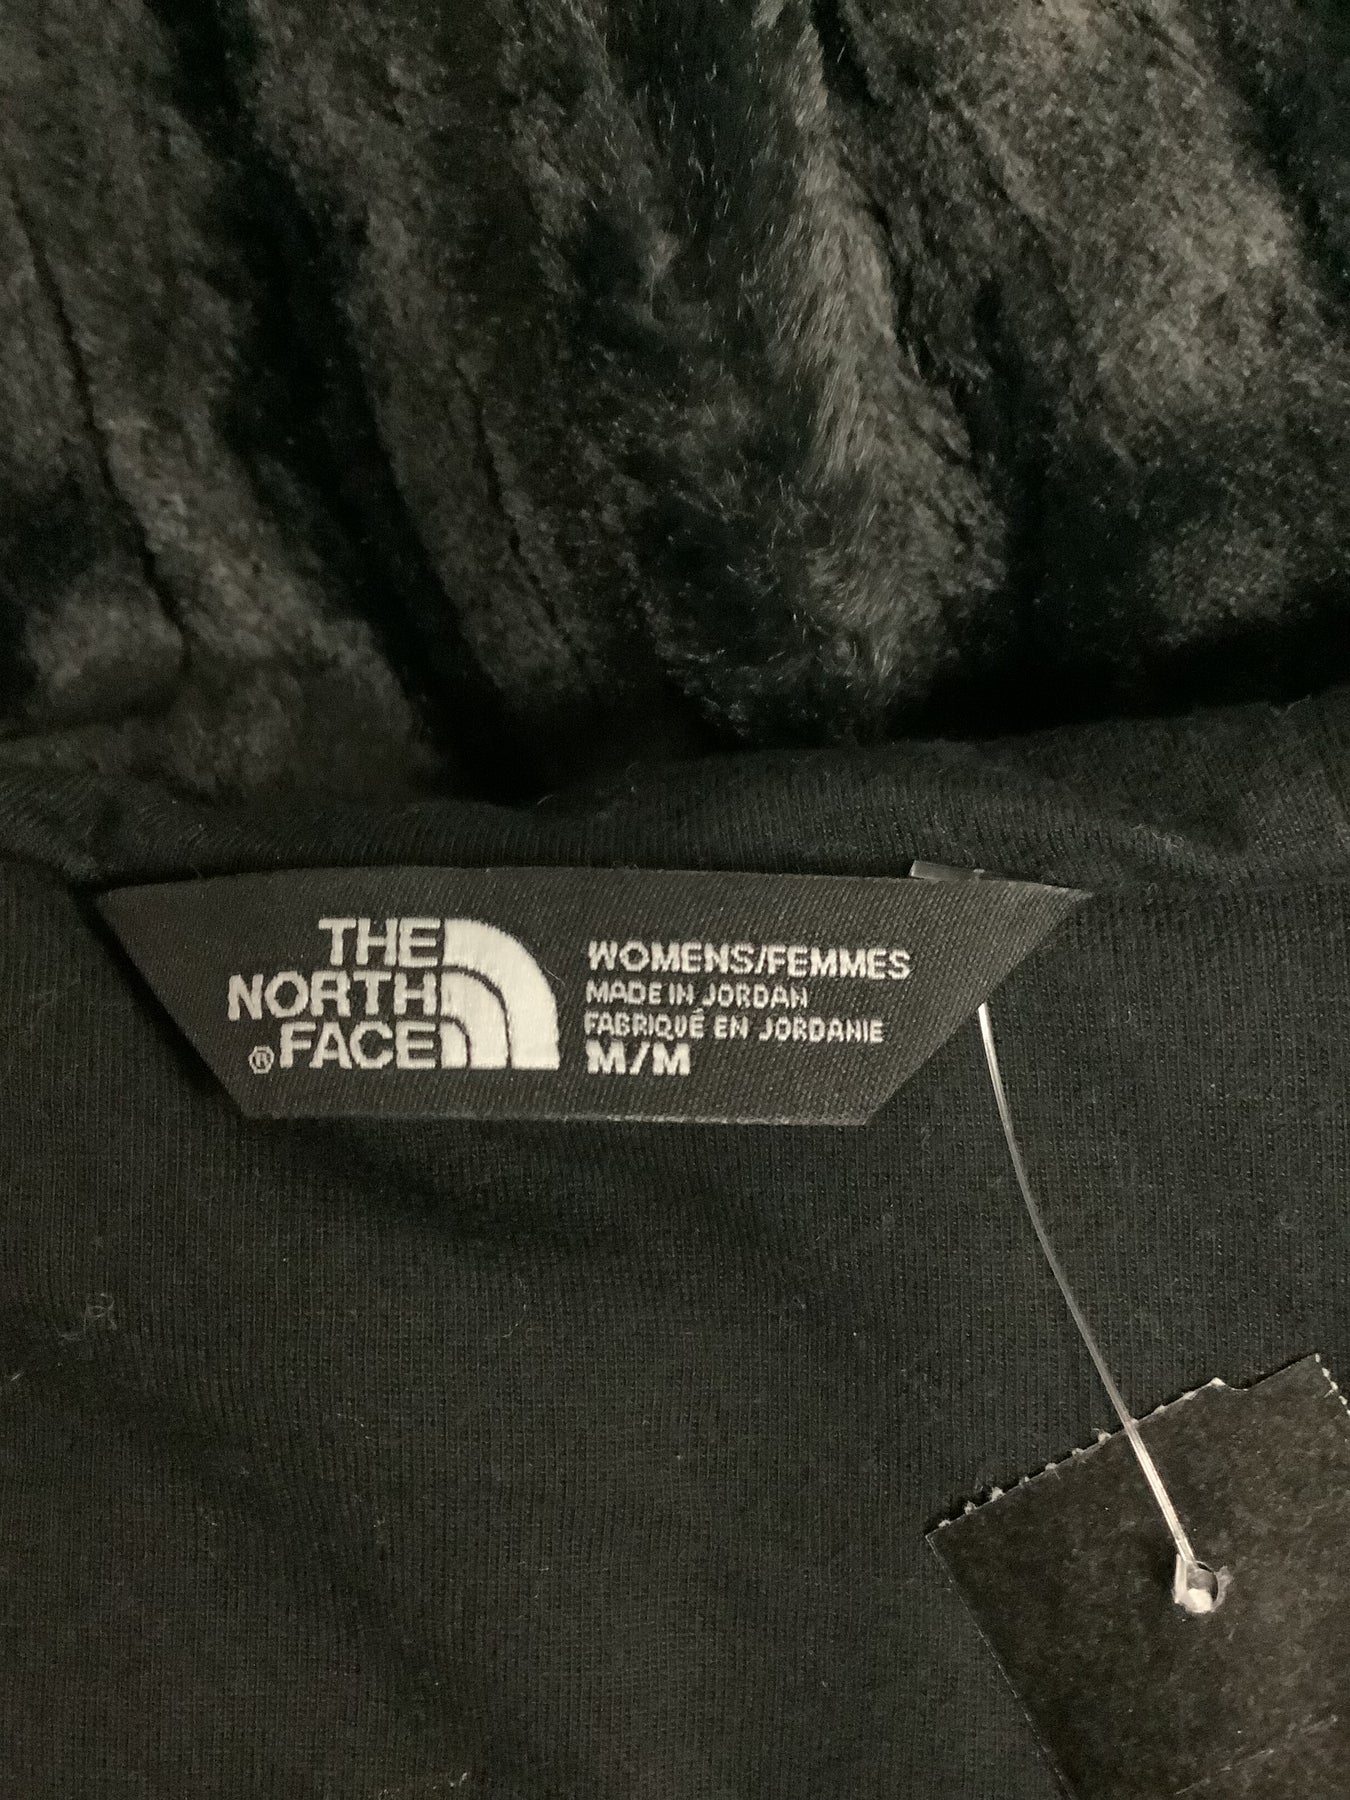 THE
NORTH
® FACE
WOMENS/FEMMES
MADE IN JORDAN
FABRIQUÉ EN JORDANIE
M/M